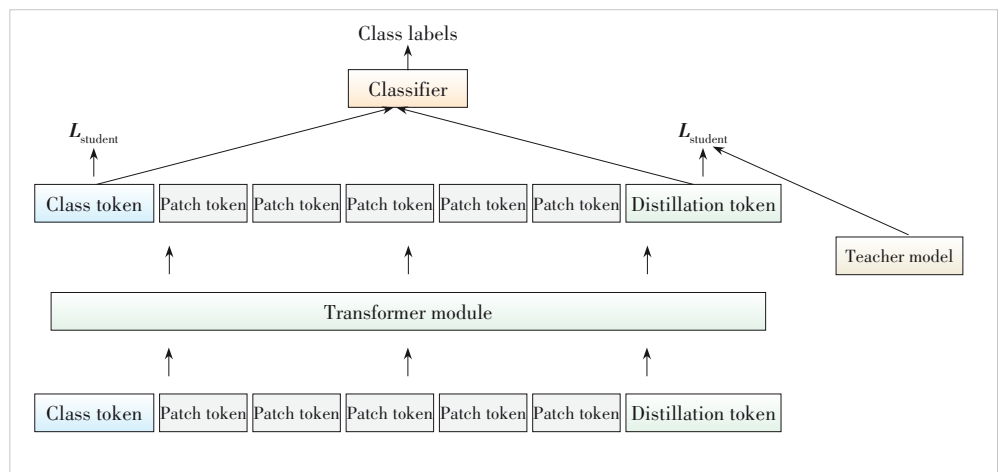 Class labels
Classifier
L_student L_student
Class token Patch token Patch token Patch token Patch token Patch token Distillation token
Teacher model
Transformer module
Class token Patch token Patch token Patch token Patch token Patch token Distillation token